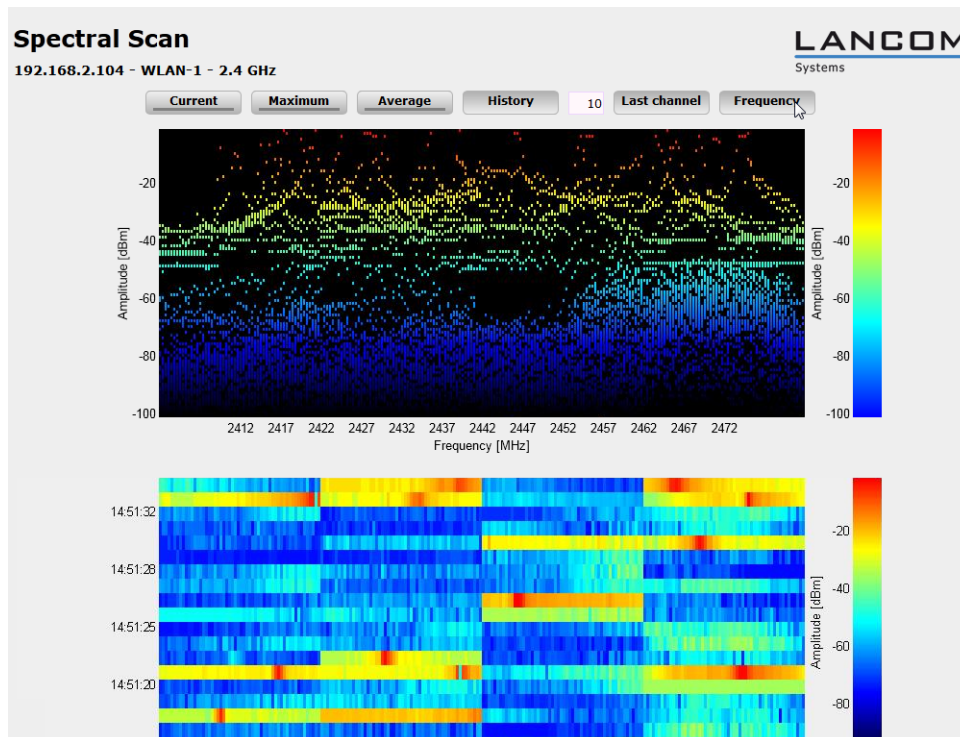 Spectral Scan
LANCOM
Systems
192.168.2.104 - WLAN-1 - 2.4 GHz
Current Maximum Average History 10 Last channel Frequency
-20 -20
-40 -40
-60 -60
-80 -80
-100 -100
Amplitude [dBm] Amplitude [dBm]
2412 2417 2422 2427 2432 2437 2442 2447 2452 2457 2462 2467 2472
Frequency [MHz]
14:51:32
-20
14:51:28
-40
14:51:25
-60
14:51:20
-80
Amplitude [dBm]